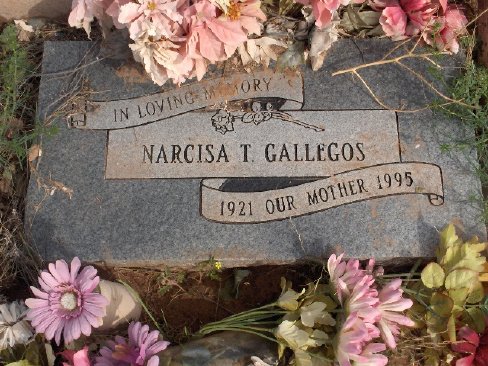 IN LOVING MEMORY
NARCISA T. GALLEGOS
1921 OUR MOTHER 1995